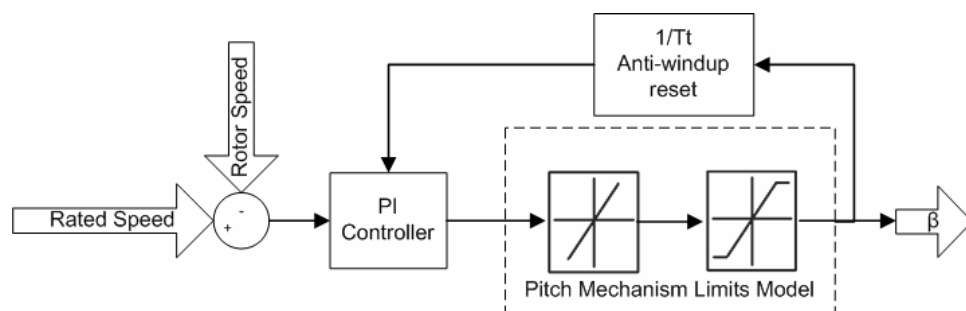 1/Tt
Anti-windup
reset
Rotor Speed
Rated Speed
-
+
PI
Controller
β
Pitch Mechanism Limits Model